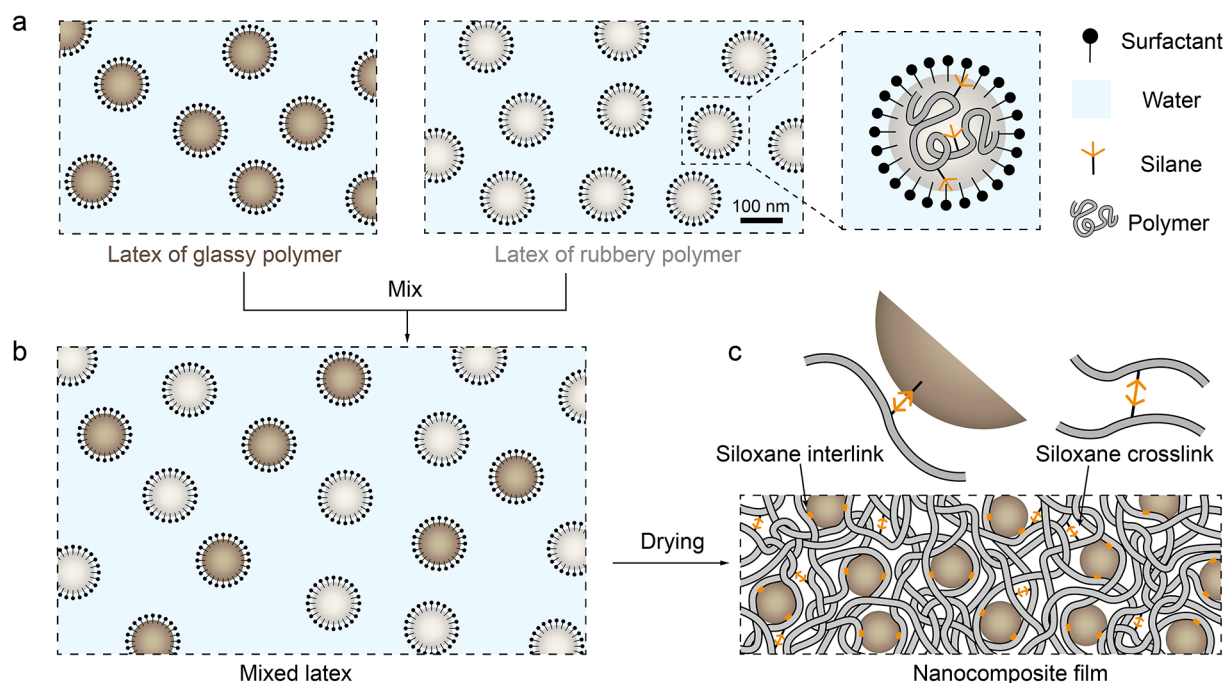 a
Surfactant
Water
Silane
Polymer
100 nm
Latex of glassy polymer
Latex of rubbery polymer
Mix
b
c
Siloxane interlink
Siloxane crosslink
Drying
Mixed latex
Nanocomposite film